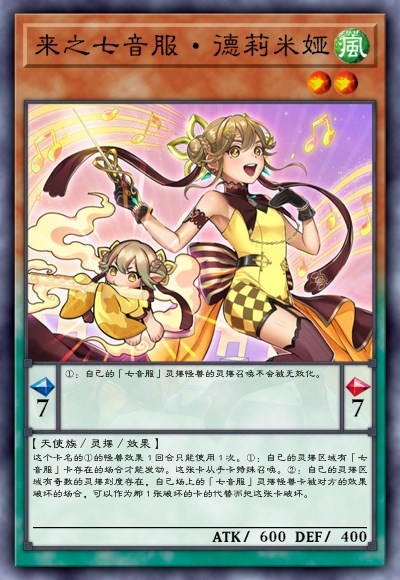 来之七音服·德莉米娅
风
①：自己的「七音服」灵摆怪兽的灵摆召唤不会被无效化。
7
7
【天使族／灵摆／效果】
这个卡名的①的怪兽效果1回合只能使用1次。①：自己的灵摆区域有「七
音服」卡存在的场合才能发动。这张卡从手卡特殊召唤。②：自己的灵摆区
域有奇数的灵摆刻度存在，自己场上的「七音服」灵摆怪兽卡被对方的效果
破坏的场合，可以作为那1张破坏的卡的代替而把这张卡破坏。
ATK/ 600 DEF/ 400